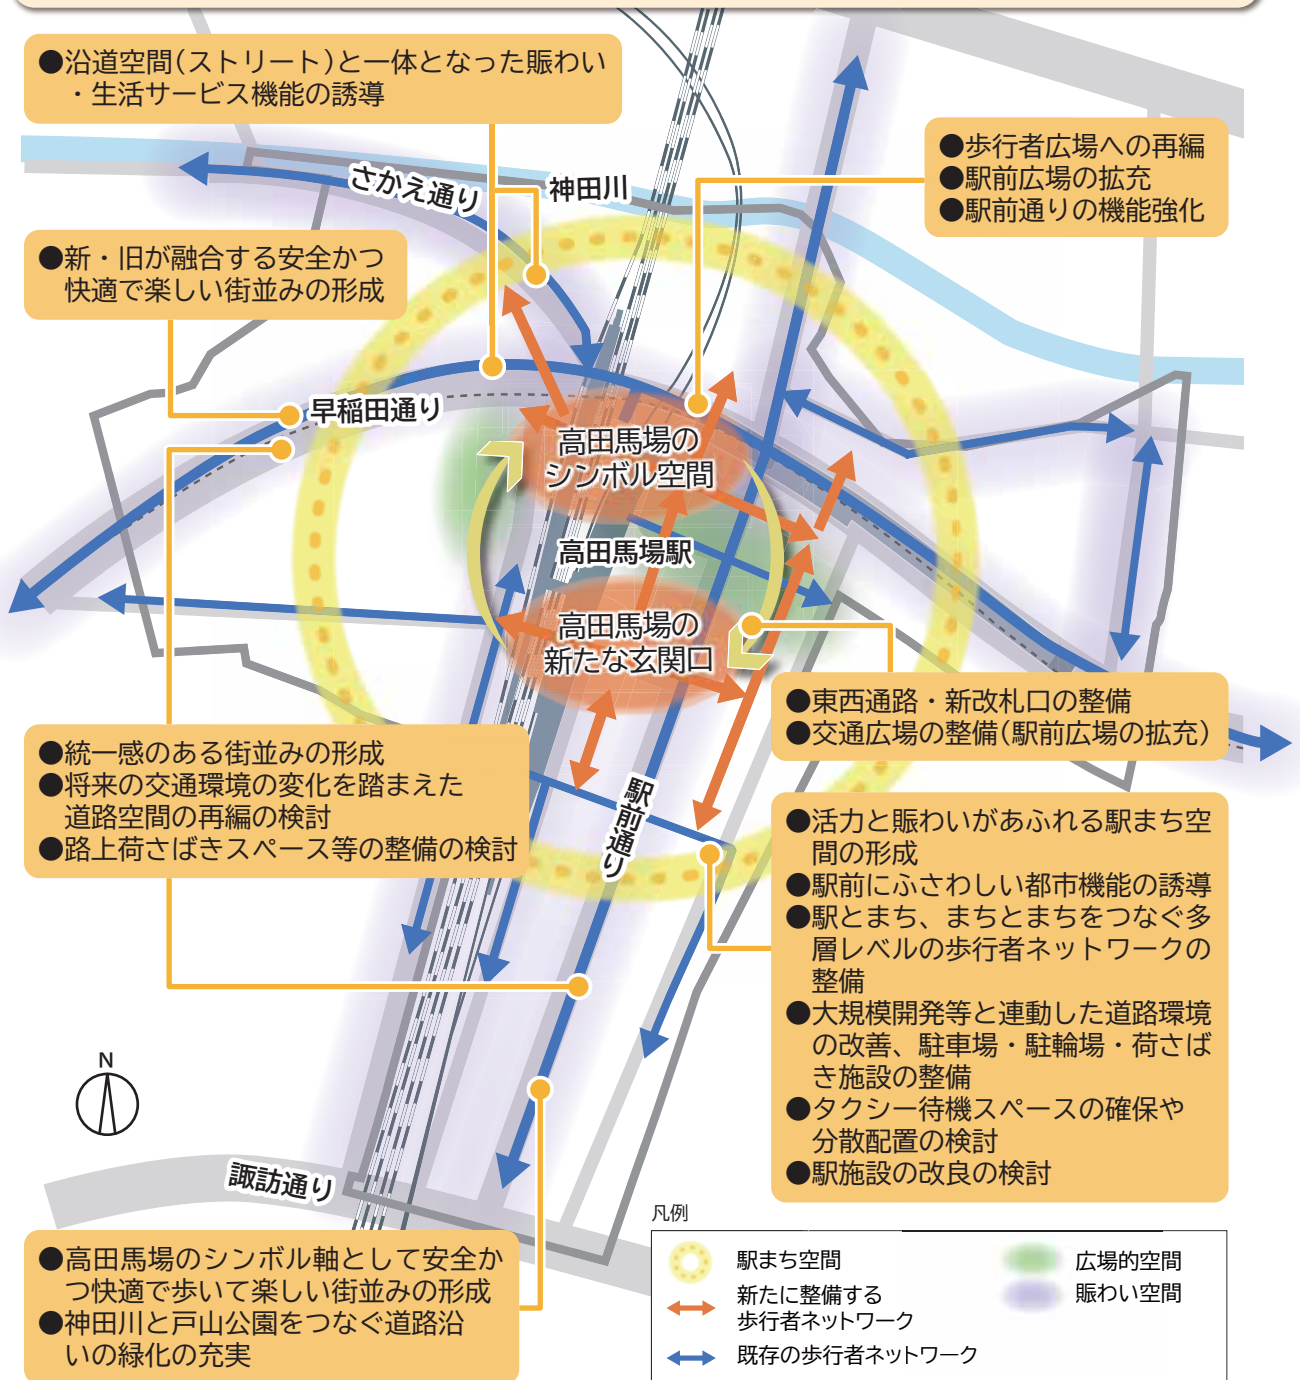 ●沿道空間（ストリート）と一体となった賑わい
・生活サービス機能の誘導
●歩行者広場への再編
●駅前広場の拡充
●駅前通りの機能強化
さかえ通り
神田川
●新・旧が融合する安全かつ
快適で楽しい街並みの形成
早稲田通り
高田馬場の
シンボル空間
高田馬場駅
高田馬場の
新たな玄関口
●東西通路・新改札口の整備
●交通広場の整備（駅前広場の拡充）
●統一感のある街並みの形成
●将来の交通環境の変化を踏まえた
道路空間の再編の検討
●路上荷さばきスペース等の整備の検討
駅前通り
●活力と賑わいがあふれる駅まち空
間の形成
●駅前にふさわしい都市機能の誘導
●駅とまち、まちとまちをつなぐ多
層レベルの歩行者ネットワークの
整備
●大規模開発等と連動した道路環境
の改善、駐車場・駐輪場・荷さば
き施設の整備
●タクシー待機スペースの確保や
分散配置の検討
●駅施設の改良の検討
N
諏訪通り
●高田馬場のシンボル軸として安全か
つ快適で歩いて楽しい街並みの形成
●神田川と戸山公園をつなぐ道路沿
いの緑化の充実
凡例
駅まち空間
新たに整備する
歩行者ネットワーク
既存の歩行者ネットワーク
広場的空間
賑わい空間